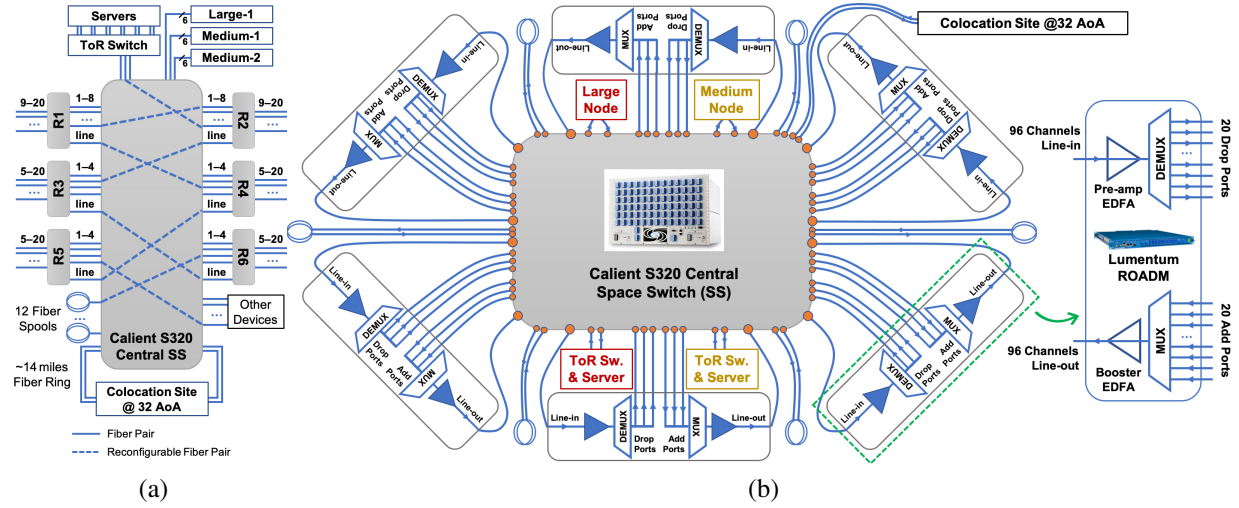 Servers
ToR Switch
6
Large-1
6
Medium-1
6
Medium-2
9–20
1–8
1–8
9–20
...
R1
...
...
R2
...
line
line
5–20
1–4
1–4
5–20
...
R3
...
...
R4
...
line
line
5–20
1–4
1–4
5–20
...
R5
...
...
R6
...
line
line
12 Fiber
Spools
Other
Devices
Calient S320
Central SS
~14 miles
Fiber Ring
Colocation Site
@ 32 AoA
Fiber Pair
Reconfigurable Fiber Pair
(a)
Line-in
DEMUX
Drop
Ports
Add
Ports
MUX
Line-out
Line-out
MUX
Add
Ports
Drop
Ports
DEMUX
Line-in
Colocation Site @32 AoA
Line-out
MUX
Add
Ports
Drop
Ports
DEMUX
Line-in
Large
Node
Medium
Node
Calient S320 Central
Space Switch (SS)
Line-in
DEMUX
Drop
Ports
Add
Ports
MUX
Line-out
ToR Sw.
& Server
ToR Sw.
& Server
Line-in
DEMUX
Drop
Ports
Add
Ports
MUX
Line-out
Line-out
MUX
Add
Ports
Drop
Ports
DEMUX
Line-in
96 Channels
Line-in
Pre-amp
EDFA
DEMUX
...
20 Drop Ports
Lumentum
ROADM
96 Channels
Line-out
Booster
EDFA
MUX
...
20 Add Ports
(b)